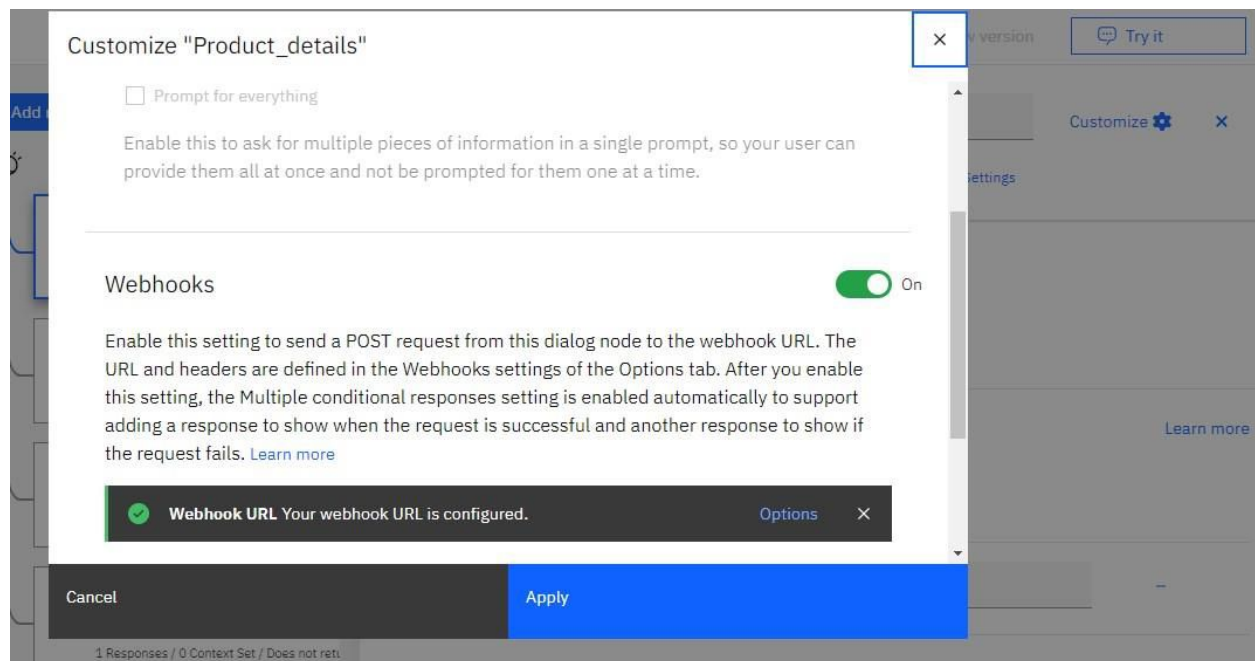 Customize "Product_details"
version
Try it
Add
Prompt for everything
Customize
Enable this to ask for multiple pieces of information in a single prompt, so your user can
provide them all at once and not be prompted for them one at a time.
Settings
Webhooks
On
Enable this setting to send a POST request from this dialog node to the webhook URL. The
URL and headers are defined in the Webhooks settings of the Options tab. After you enable
this setting, the Multiple conditional responses setting is enabled automatically to support
adding a response to show when the request is successful and another response to show if
the request fails. Learn more
Learn more
Webhook URL Your webhook URL is configured.
Options
Cancel
Apply
1 Responses / 0 Context Set / Does not